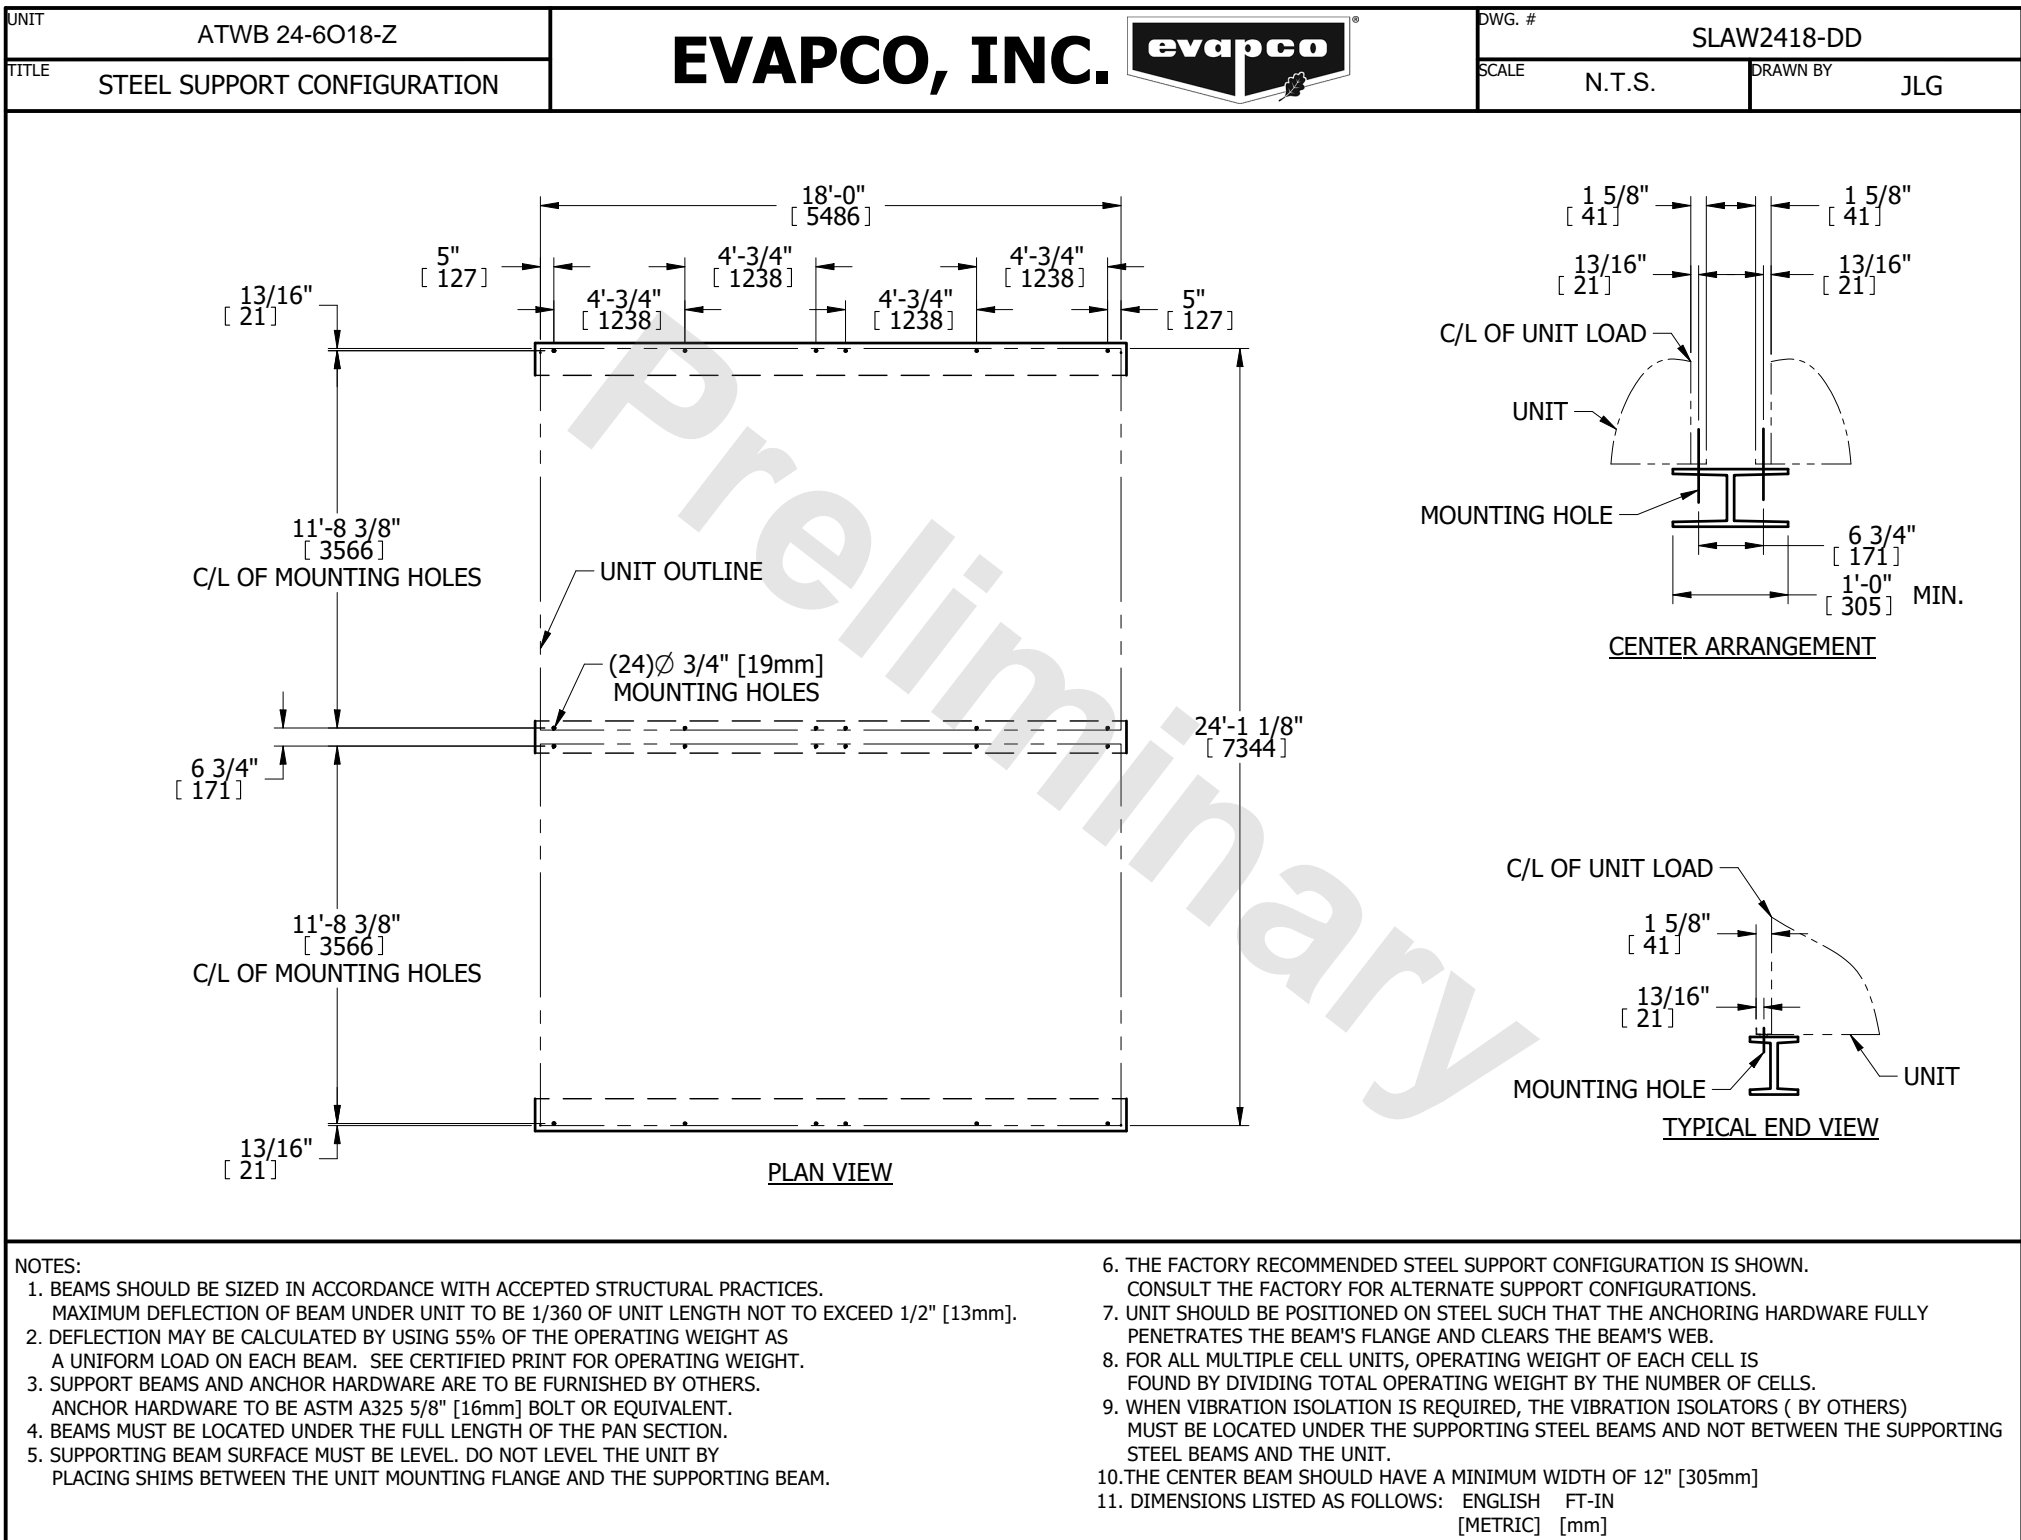 UNIT
ATWB 24-6O18-Z
TITLE
STEEL SUPPORT CONFIGURATION
EVAPCO, INC.
evapco
®
DWG. #
SLAW2418-DD
SCALE
N.T.S.
DRAWN BY
JLG
18'-0"
[ 5486 ]
5"
[ 127 ]
4'-3/4"
[ 1238 ]
4'-3/4"
[ 1238 ]
13/16"
[ 21 ]
4'-3/4"
[ 1238 ]
4'-3/4"
[ 1238 ]
5"
[ 127 ]
11'-8 3/8"
[ 3566 ]
C/L OF MOUNTING HOLES
UNIT OUTLINE
(24)∅ 3/4" [19mm]
MOUNTING HOLES
6 3/4"
[ 171 ]
24'-1 1/8"
[ 7344 ]
11'-8 3/8"
[ 3566 ]
C/L OF MOUNTING HOLES
13/16"
[ 21 ]
PLAN VIEW
Preliminary
1 5/8"
[ 41 ]
1 5/8"
[ 41 ]
13/16"
[ 21 ]
13/16"
[ 21 ]
C/L OF UNIT LOAD
UNIT
MOUNTING HOLE
6 3/4"
[ 171 ]
1'-0"
[ 305 ] MIN.
CENTER ARRANGEMENT
C/L OF UNIT LOAD
1 5/8"
[ 41 ]
13/16"
[ 21 ]
MOUNTING HOLE
UNIT
TYPICAL END VIEW
NOTES:
1. BEAMS SHOULD BE SIZED IN ACCORDANCE WITH ACCEPTED STRUCTURAL PRACTICES.
MAXIMUM DEFLECTION OF BEAM UNDER UNIT TO BE 1/360 OF UNIT LENGTH NOT TO EXCEED 1/2" [13mm].
2. DEFLECTION MAY BE CALCULATED BY USING 55% OF THE OPERATING WEIGHT AS
A UNIFORM LOAD ON EACH BEAM. SEE CERTIFIED PRINT FOR OPERATING WEIGHT.
3. SUPPORT BEAMS AND ANCHOR HARDWARE ARE TO BE FURNISHED BY OTHERS.
ANCHOR HARDWARE TO BE ASTM A325 5/8" [16mm] BOLT OR EQUIVALENT.
4. BEAMS MUST BE LOCATED UNDER THE FULL LENGTH OF THE PAN SECTION.
5. SUPPORTING BEAM SURFACE MUST BE LEVEL. DO NOT LEVEL THE UNIT BY
PLACING SHIMS BETWEEN THE UNIT MOUNTING FLANGE AND THE SUPPORTING BEAM.
6. THE FACTORY RECOMMENDED STEEL SUPPORT CONFIGURATION IS SHOWN.
CONSULT THE FACTORY FOR ALTERNATE SUPPORT CONFIGURATIONS.
7. UNIT SHOULD BE POSITIONED ON STEEL SUCH THAT THE ANCHORING HARDWARE FULLY
PENETRATES THE BEAM'S FLANGE AND CLEARS THE BEAM'S WEB.
8. FOR ALL MULTIPLE CELL UNITS, OPERATING WEIGHT OF EACH CELL IS
FOUND BY DIVIDING TOTAL OPERATING WEIGHT BY THE NUMBER OF CELLS.
9. WHEN VIBRATION ISOLATION IS REQUIRED, THE VIBRATION ISOLATORS ( BY OTHERS)
MUST BE LOCATED UNDER THE SUPPORTING STEEL BEAMS AND NOT BETWEEN THE SUPPORTING
STEEL BEAMS AND THE UNIT.
10.THE CENTER BEAM SHOULD HAVE A MINIMUM WIDTH OF 12" [305mm]
11. DIMENSIONS LISTED AS FOLLOWS: ENGLISH FT-IN
[METRIC] [mm]